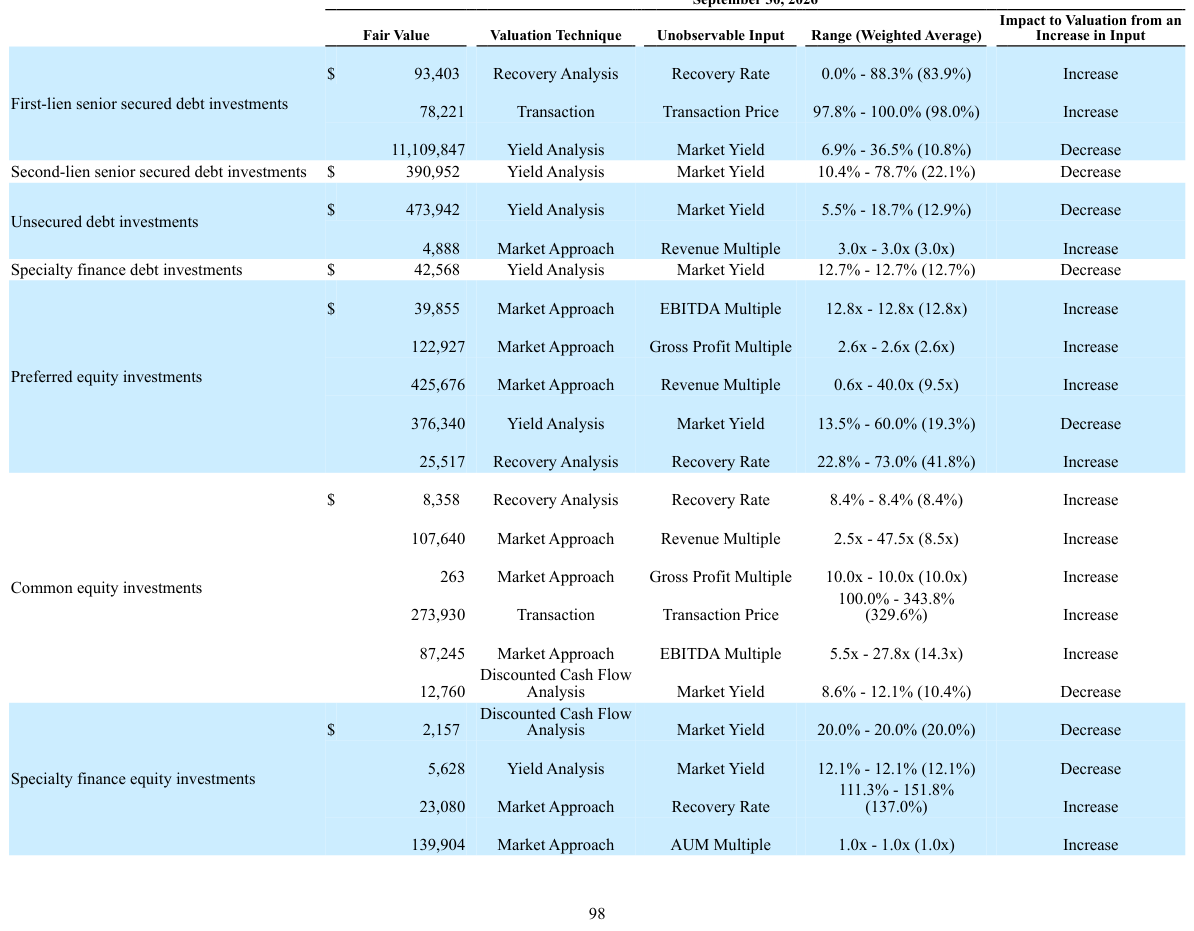 Fair Value Valuation Technique Unobservable Input Range (Weighted Average) Impact to Valuation from an Increase in Input
First-lien senior secured debt investments
$ 93,403 Recovery Analysis Recovery Rate 0.0% - 88.3% (83.9%) Increase
78,221 Transaction Transaction Price 97.8% - 100.0% (98.0%) Increase
11,109,847 Yield Analysis Market Yield 6.9% - 36.5% (10.8%) Decrease
Second-lien senior secured debt investments $ 390,952 Yield Analysis Market Yield 10.4% - 78.7% (22.1%) Decrease
Unsecured debt investments
$ 473,942 Yield Analysis Market Yield 5.5% - 18.7% (12.9%) Decrease
4,888 Market Approach Revenue Multiple 3.0x - 3.0x (3.0x) Increase
Specialty finance debt investments $ 42,568 Yield Analysis Market Yield 12.7% - 12.7% (12.7%) Decrease
Preferred equity investments
$ 39,855 Market Approach EBITDA Multiple 12.8x - 12.8x (12.8x) Increase
122,927 Market Approach Gross Profit Multiple 2.6x - 2.6x (2.6x) Increase
425,676 Market Approach Revenue Multiple 0.6x - 40.0x (9.5x) Increase
376,340 Yield Analysis Market Yield 13.5% - 60.0% (19.3%) Decrease
25,517 Recovery Analysis Recovery Rate 22.8% - 73.0% (41.8%) Increase
Common equity investments
$ 8,358 Recovery Analysis Recovery Rate 8.4% - 8.4% (8.4%) Increase
107,640 Market Approach Revenue Multiple 2.5x - 47.5x (8.5x) Increase
263 Market Approach Gross Profit Multiple 10.0x - 10.0x (10.0x) Increase
273,930 Transaction Transaction Price 100.0% - 343.8% (329.6%) Increase
87,245 Market Approach EBITDA Multiple 5.5x - 27.8x (14.3x) Increase
12,760 Discounted Cash Flow Analysis Market Yield 8.6% - 12.1% (10.4%) Decrease
Specialty finance equity investments
$ 2,157 Discounted Cash Flow Analysis Market Yield 20.0% - 20.0% (20.0%) Decrease
5,628 Yield Analysis Market Yield 12.1% - 12.1% (12.1%) Decrease
23,080 Market Approach Recovery Rate 111.3% - 151.8% (137.0%) Increase
139,904 Market Approach AUM Multiple 1.0x - 1.0x (1.0x) Increase
98